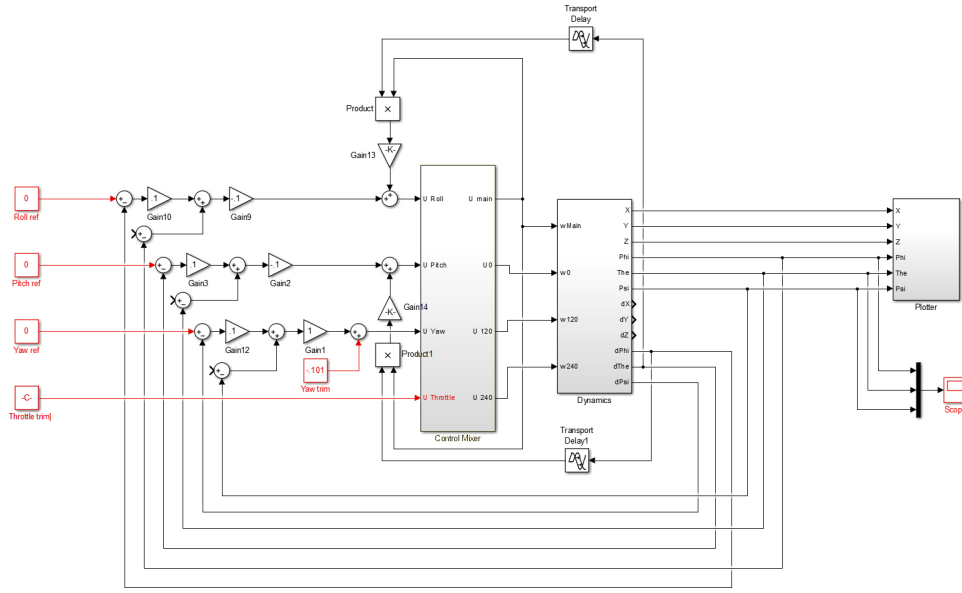 Transport
Delay
Product
×
-K-
Gain13
0
Roll ref
.1
Gain10
-.1
Gain9
U Roll
U main
X
Y
Z
Phi
The
Psi
wMain
X
Y
Z
Phi
The
Psi
Plotter
0
Pitch ref
.1
Gain3
-.1
Gain2
U Pitch
U 0
w0
dX
dY
dZ
-K-
Gain14
0
Yaw ref
.1
Gain12
1
Gain1
U Yaw
U 120
w120
×
Product1
-.101
Yaw trim
dPhi
dThe
dPsi
w240
Dynamics
-C-
Throttle trim
U Throttle
U 240
Control Mixer
Scop
Transport
Delay1